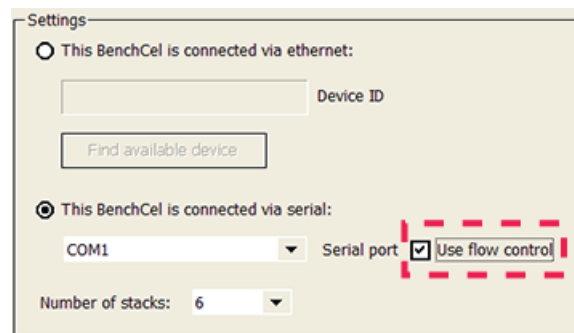 Settings
This BenchCel is connected via ethernet:
Device ID
Find available device
This BenchCel is connected via serial:
COM1 Serial port Use flow control
Number of stacks: 6